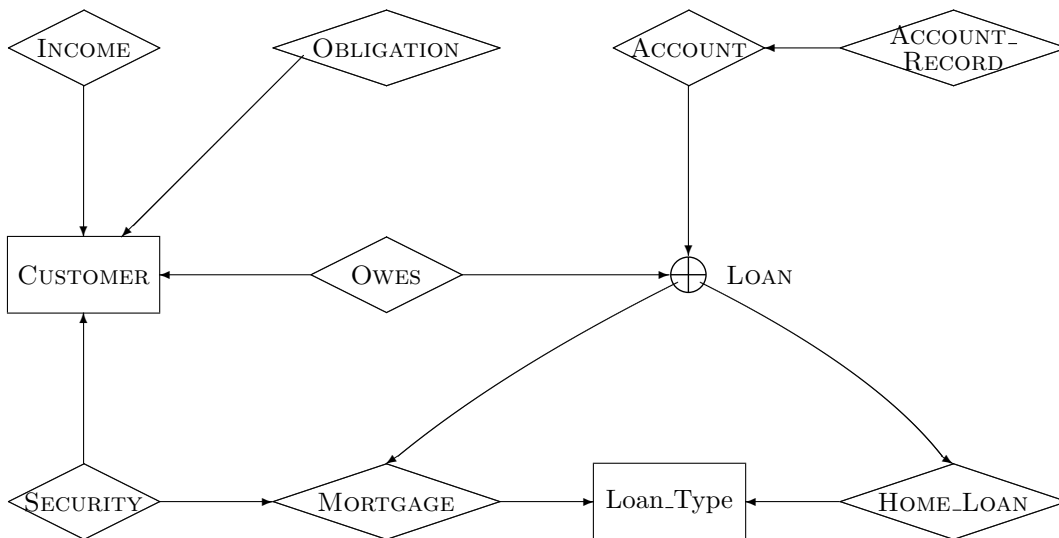 INCOME
OBLIGATION
ACCOUNT
ACCOUNT_
RECORD
CUSTOMER
OWES
LOAN
SECURITY
MORTGAGE
Loan_Type
HOME_LOAN